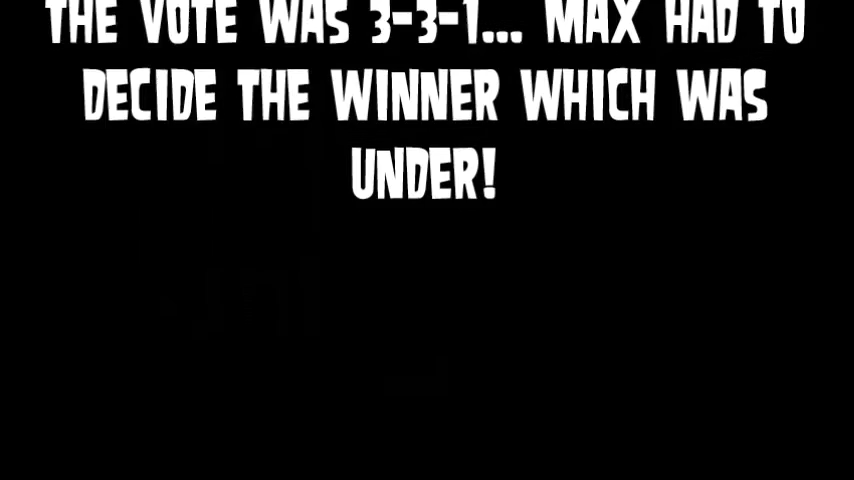 THE VOTE WAS 3-3-1... MAX HAD TO
DECIDE THE WINNER WHICH WAS
UNDER!